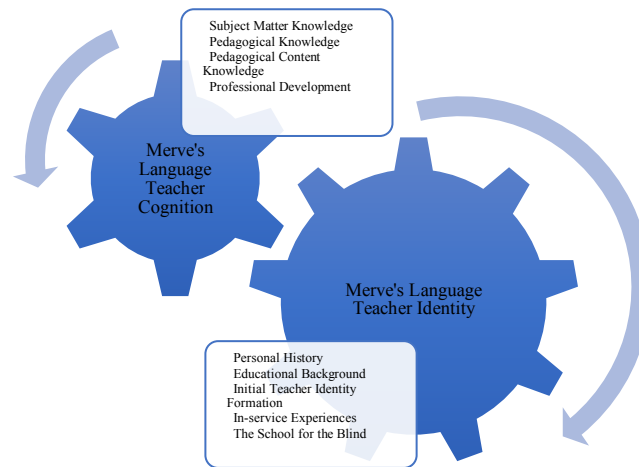 Subject Matter Knowledge
Pedagogical Knowledge
Pedagogical Content
Knowledge
Professional Development
Merve's
Language
Teacher
Cognition
Merve's Language
Teacher Identity
Personal History
Educational Background
Initial Teacher Identity
Formation
In-service Experiences
The School for the Blind